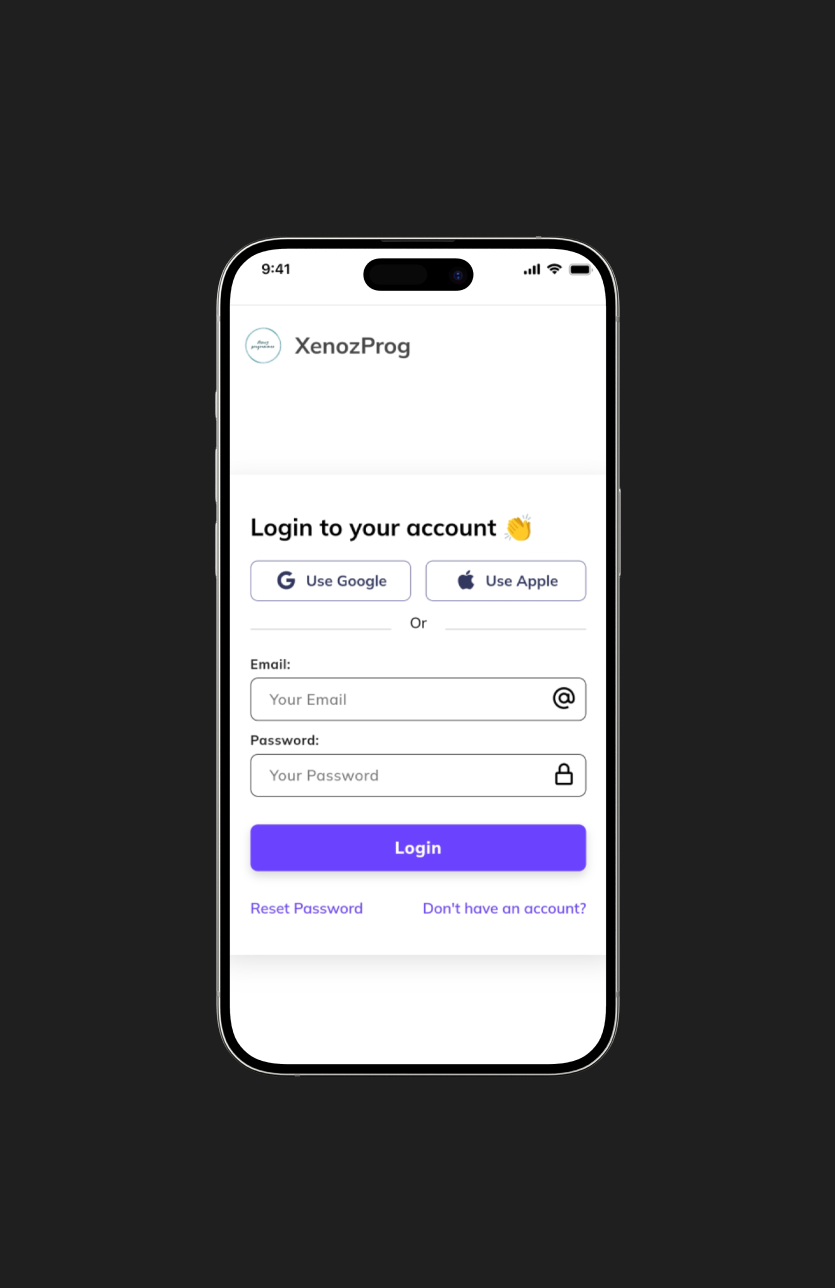 9:41
XenozProg
Login to your account 👏
Use Google
Use Apple
Or
Email:
Your Email
Password:
Your Password
Login
Reset Password
Don't have an account?